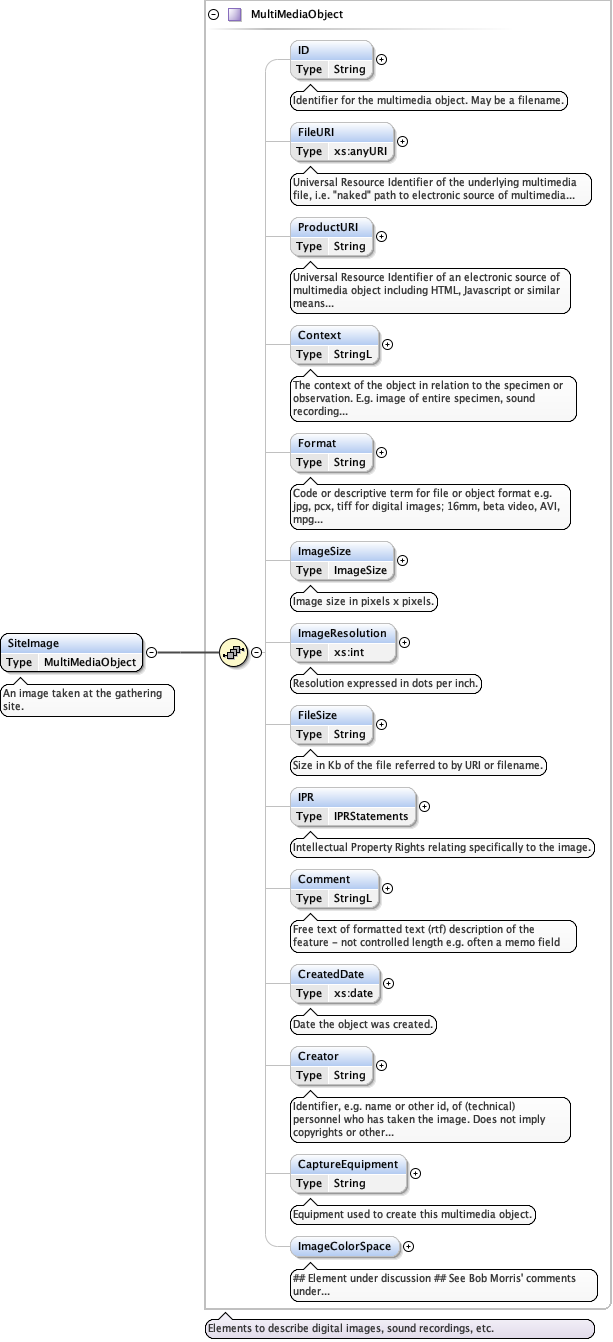 MultiMediaObject
ID
Type String
Identifier for the multimedia object. May be a filename.
FileURI
Type xs:anyURI
Universal Resource Identifier of the underlying multimedia
file, i.e. "naked" path to electronic source of multimedia...
ProductURI
Type String
Universal Resource Identifier of an electronic source of
multimedia object including HTML, Javascript or similar
means...
Context
Type StringL
The context of the object in relation to the specimen or
observation. E.g. image of entire specimen, sound
recording...
Format
Type String
Code or descriptive term for file or object format e.g.
jpg, pcx, tiff for digital images; 16mm, beta video, AVI,
mpg...
ImageSize
Type ImageSize
Image size in pixels x pixels.
SiteImage
Type MultiMediaObject
An image taken at the gathering
site.
ImageResolution
Type xs:int
Resolution expressed in dots per inch.
FileSize
Type String
Size in Kb of the file referred to by URI or filename.
IPR
Type IPRStatements
Intellectual Property Rights relating specifically to the image.
Comment
Type StringL
Free text of formatted text (rtf) description of the
feature - not controlled length e.g. often a memo field
CreatedDate
Type xs:date
Date the object was created.
Creator
Type String
Identifier, e.g. name or other id, of (technical)
personnel who has taken the image. Does not imply
copyrights or other...
CaptureEquipment
Type String
Equipment used to create this multimedia object.
ImageColorSpace
## Element under discussion ## See Bob Morris' comments
under...
Elements to describe digital images, sound recordings, etc.